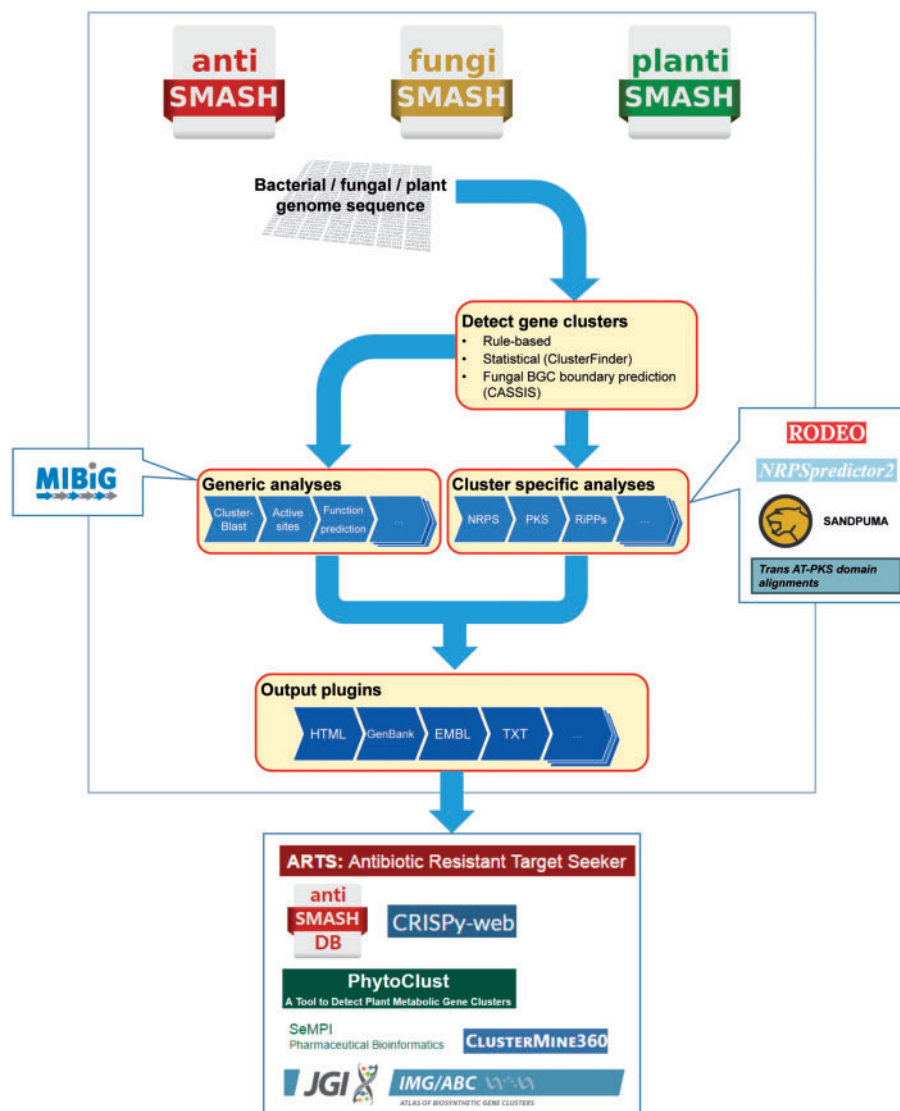 anti
SMASH
fungi
SMASH
planti
SMASH
Bacterial / fungal / plant
genome sequence
Detect gene clusters
• Rule-based
• Statistical (ClusterFinder)
• Fungal BGC boundary prediction
(CASSIS)
MIBiG
Generic analyses
Cluster-
Blast
Active
sites
Function
prediction
...
Cluster specific analyses
NRPS
PKS
RiPPs
...
RODEO
NRPSpredictor2
SANDPUMA
Trans AT-PKS domain
alignments
Output plugins
HTML
GenBank
EMBL
TXT
...
ARTS: Antibiotic Resistant Target Seeker
anti
SMASH
DB
CRISPy-web
PhytoClust
A Tool to Detect Plant Metabolic Gene Clusters
SeMPI
Pharmaceutical Bioinformatics
CLUSTERMINE360
JGI
IMG/ABC
ATLAS OF BIOSYNTHETIC GENE CLUSTERS